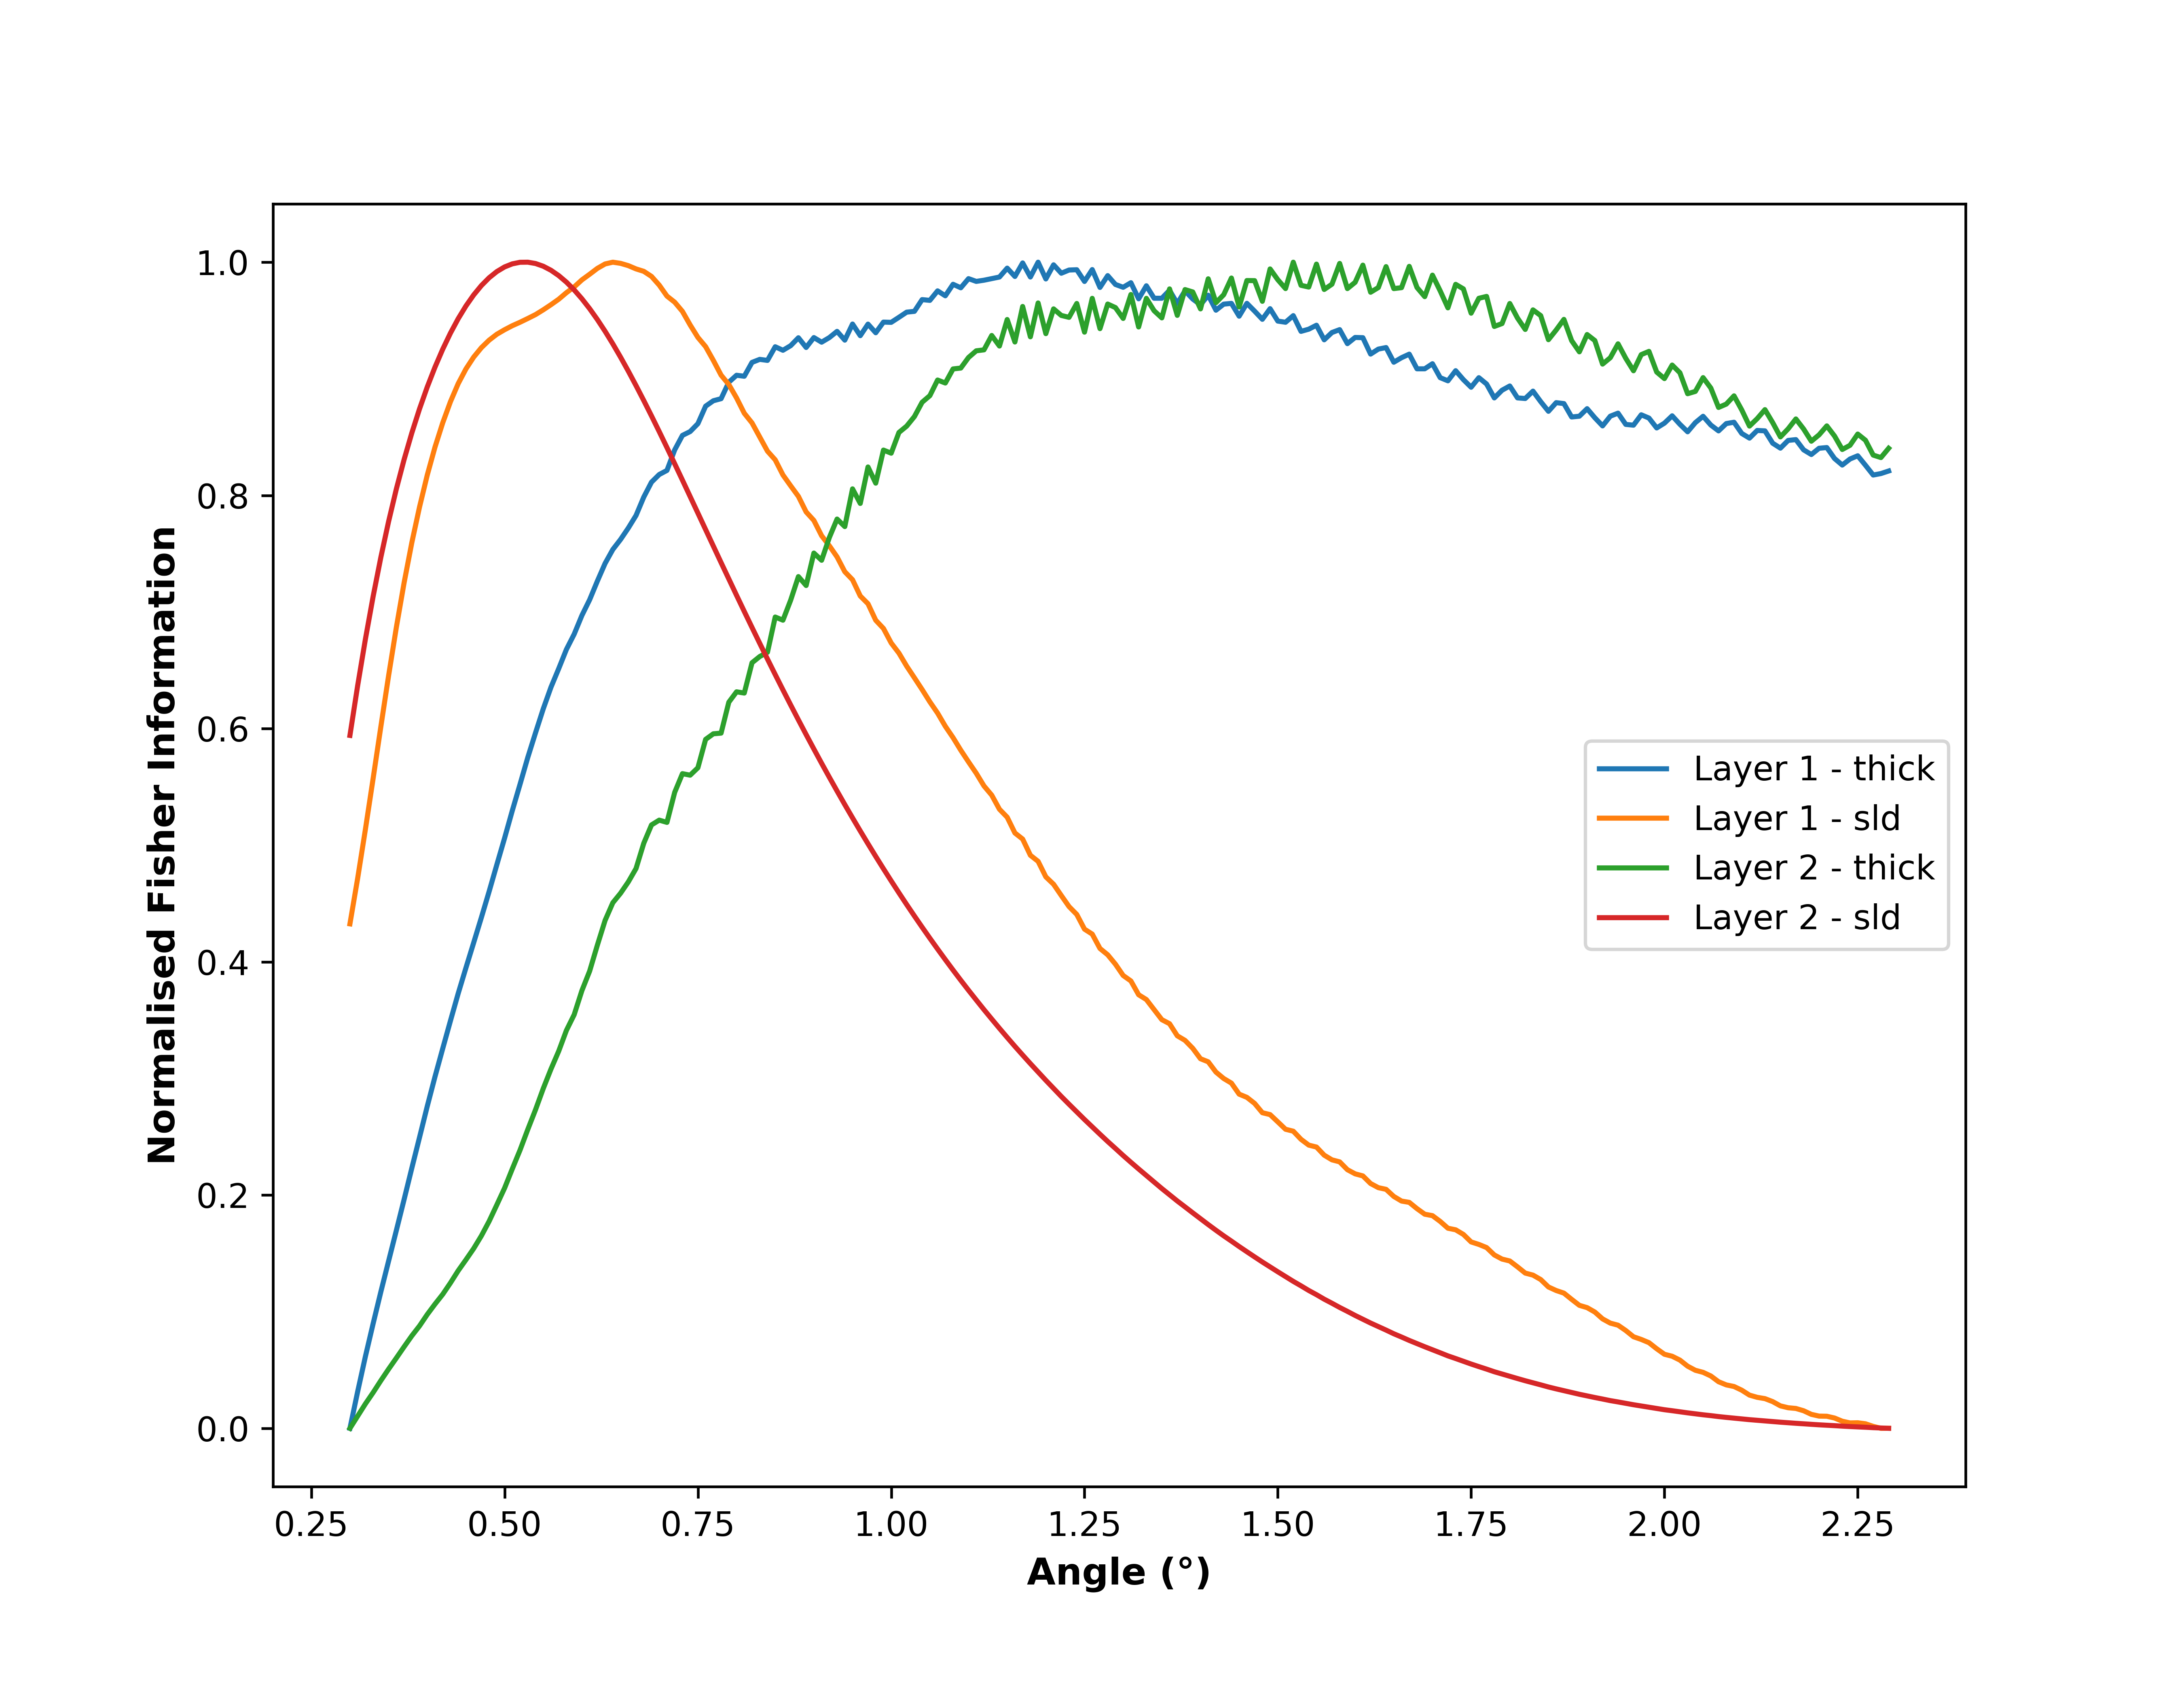 Normalised Fisher Information
1.0
0.8
0.6
0.4
0.2
0.0
Layer 1 - thick
Layer 1 - sld
Layer 2 - thick
Layer 2 - sld
0.25 0.50 0.75 1.00 1.25 1.50 1.75 2.00 2.25
Angle (°)